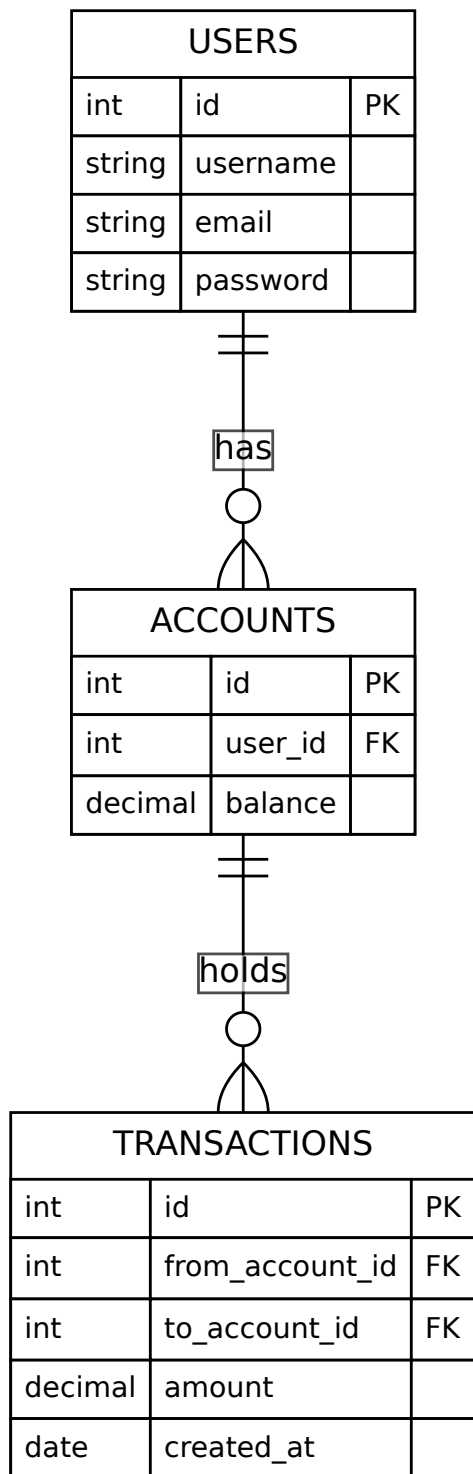 USERS
int id PK
string username
string email
string password
has
ACCOUNTS
int id PK
int user_id FK
decimal balance
holds
TRANSACTIONS
int id PK
int from_account_id FK
int to_account_id FK
decimal amount
date created_at